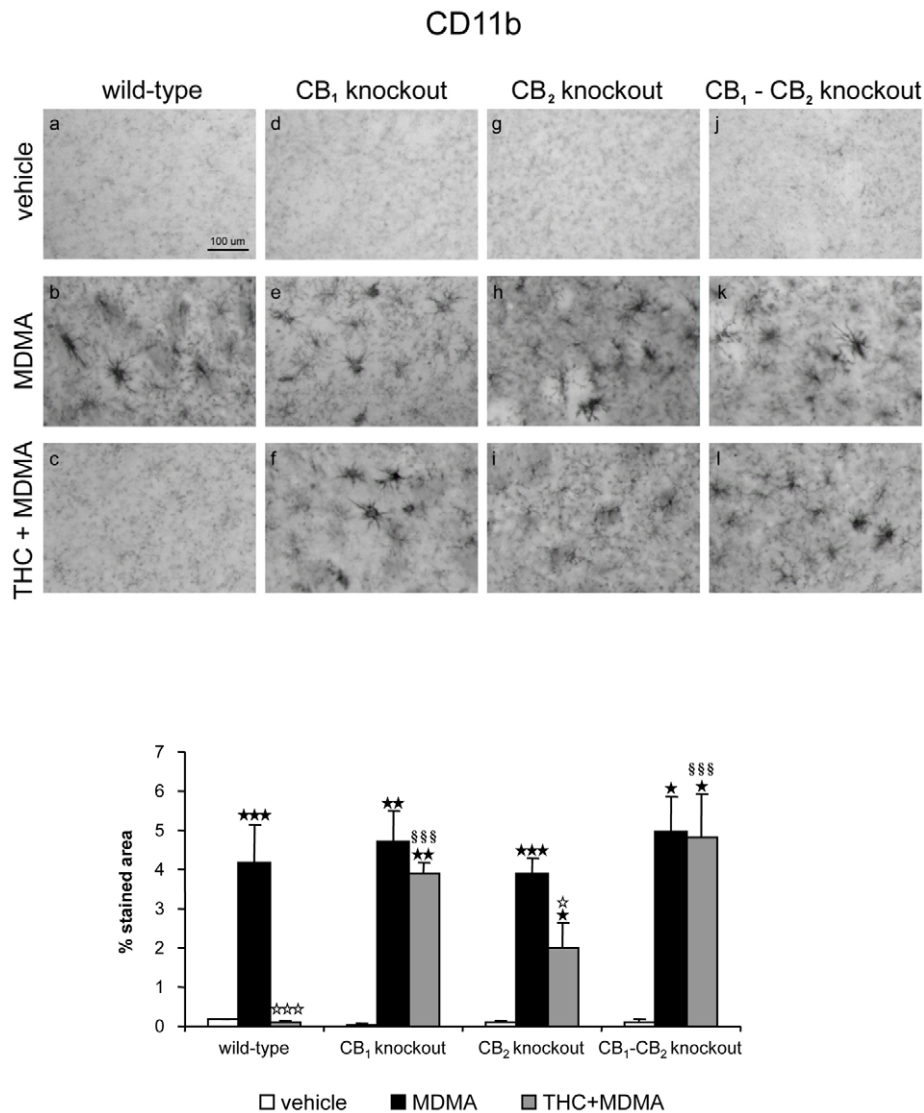 CD11b
wild-type CB₁ knockout CB₂ knockout CB₁ - CB₂ knockout
vehicle
a d g j
100 um
MDMA
b e h k
THC + MDMA
c f i l
% stained area
7
6
5
4
3
2
1
0
★★★
☆☆☆
★★
§§§
★★
★★★
☆
★
★
§§§
★
wild-type CB₁ knockout CB₂ knockout CB₁-CB₂ knockout
vehicle MDMA THC+MDMA